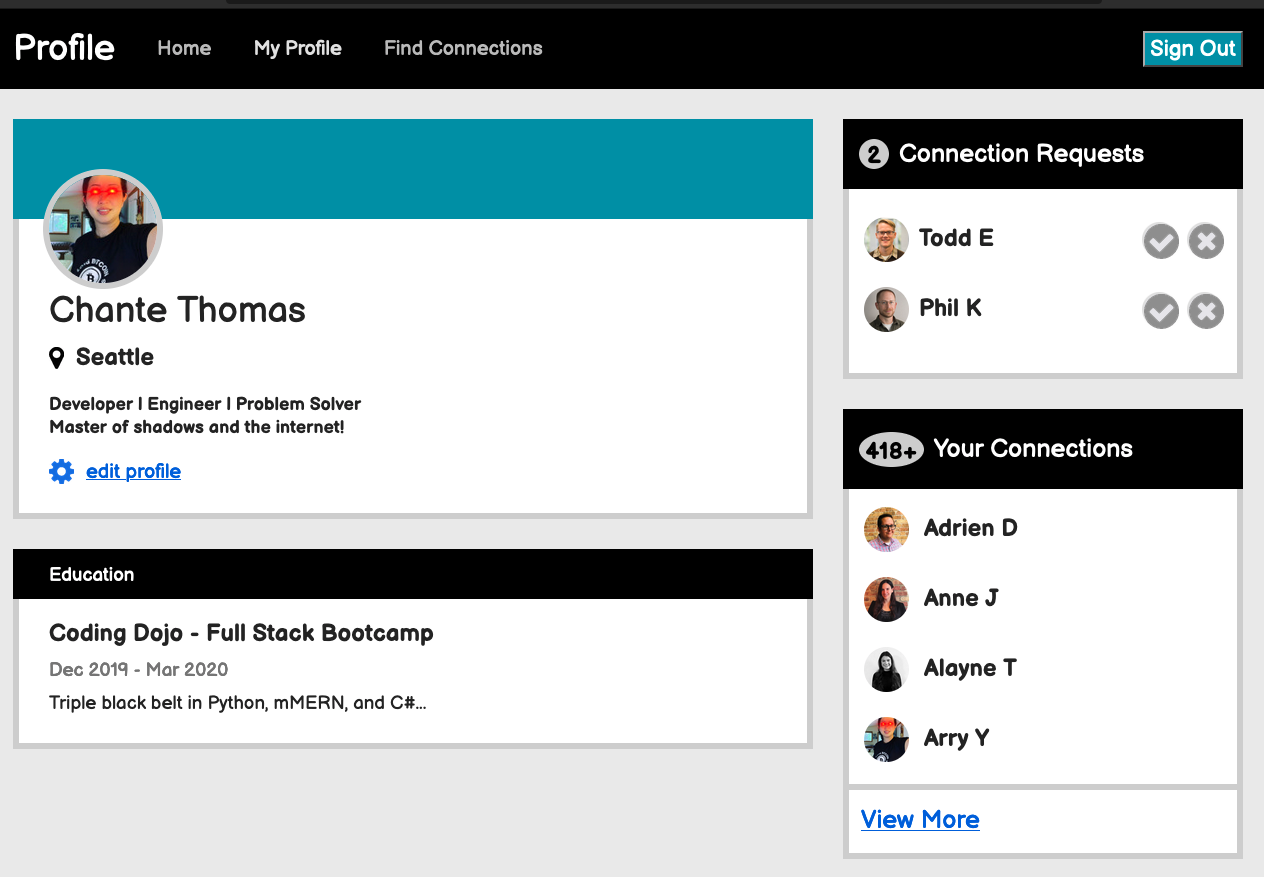 Profile Home My Profile Find Connections Sign Out
Chante Thomas
Seattle
Developer | Engineer | Problem Solver
Master of shadows and the internet!
edit profile
Education
Coding Dojo - Full Stack Bootcamp
Dec 2019 - Mar 2020
Triple black belt in Python, mMERN, and C#...
2 Connection Requests
Todd E
Phil K
418+ Your Connections
Adrien D
Anne J
Alayne T
Arry Y
View More